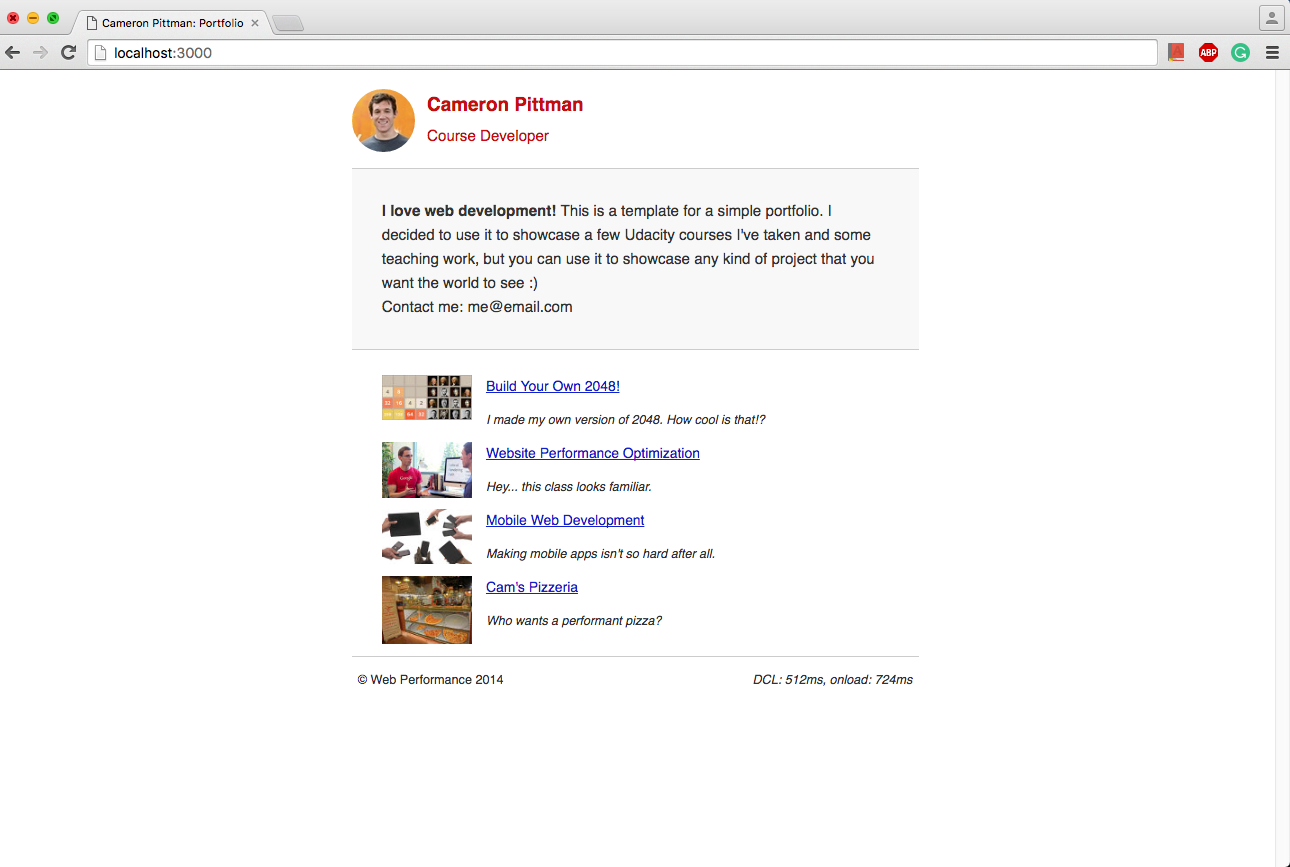 Cameron Pittman: Portfolio
localhost:3000
ABP
Cameron Pittman
Course Developer
I love web development! This is a template for a simple portfolio. I
decided to use it to showcase a few Udacity courses I've taken and some
teaching work, but you can use it to showcase any kind of project that you
want the world to see :)
Contact me: me@email.com
Build Your Own 2048!
I made my own version of 2048. How cool is that!?
Website Performance Optimization
Google
Hey... this class looks familiar.
Mobile Web Development
Making mobile apps isn't so hard after all.
Cam's Pizzeria
Who wants a performant pizza?
© Web Performance 2014
DCL: 512ms, onload: 724ms